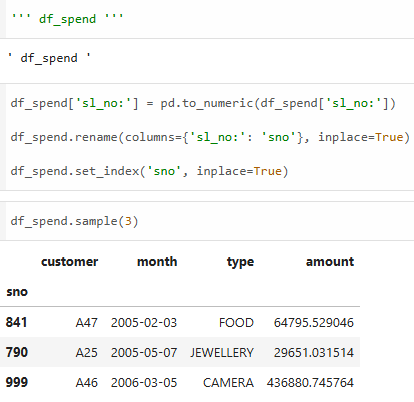 ''' df_spend '''
' df_spend '
df_spend['sl_no:'] = pd.to_numeric(df_spend['sl_no:'])
df_spend.rename(columns={'sl_no:': 'sno'}, inplace=True)
df_spend.set_index('sno', inplace=True)
df_spend.sample(3)
customer month type amount
sno
841 A47 2005-02-03 FOOD 64795.529046
790 A25 2005-05-07 JEWELLERY 29651.031514
999 A46 2006-03-05 CAMERA 436880.745764